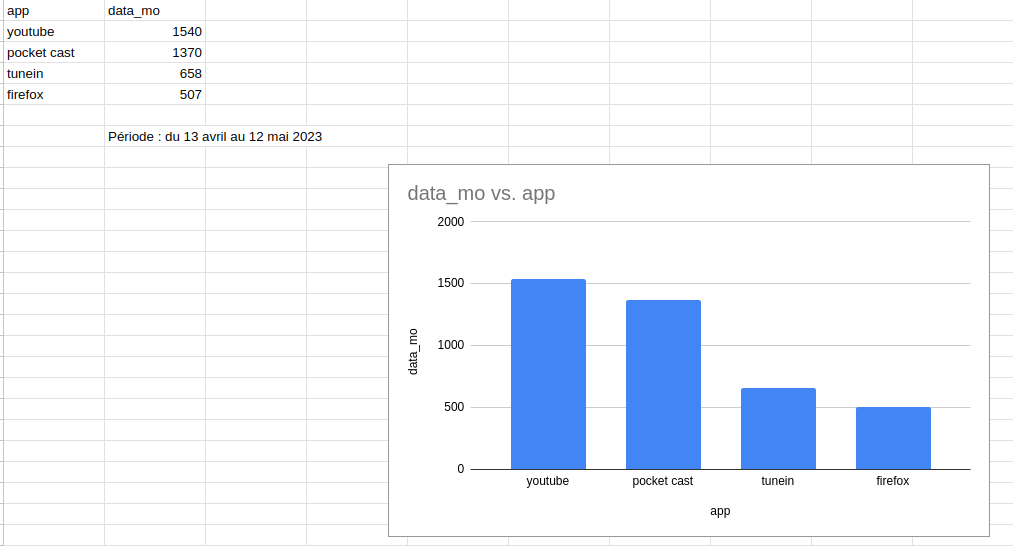 app data_mo
youtube 1540
pocket cast 1370
tunein 658
firefox 507
Période : du 13 avril au 12 mai 2023
data_mo vs. app
2000
1500
1000
500
0
data_mo
youtube pocket cast tunein firefox
app